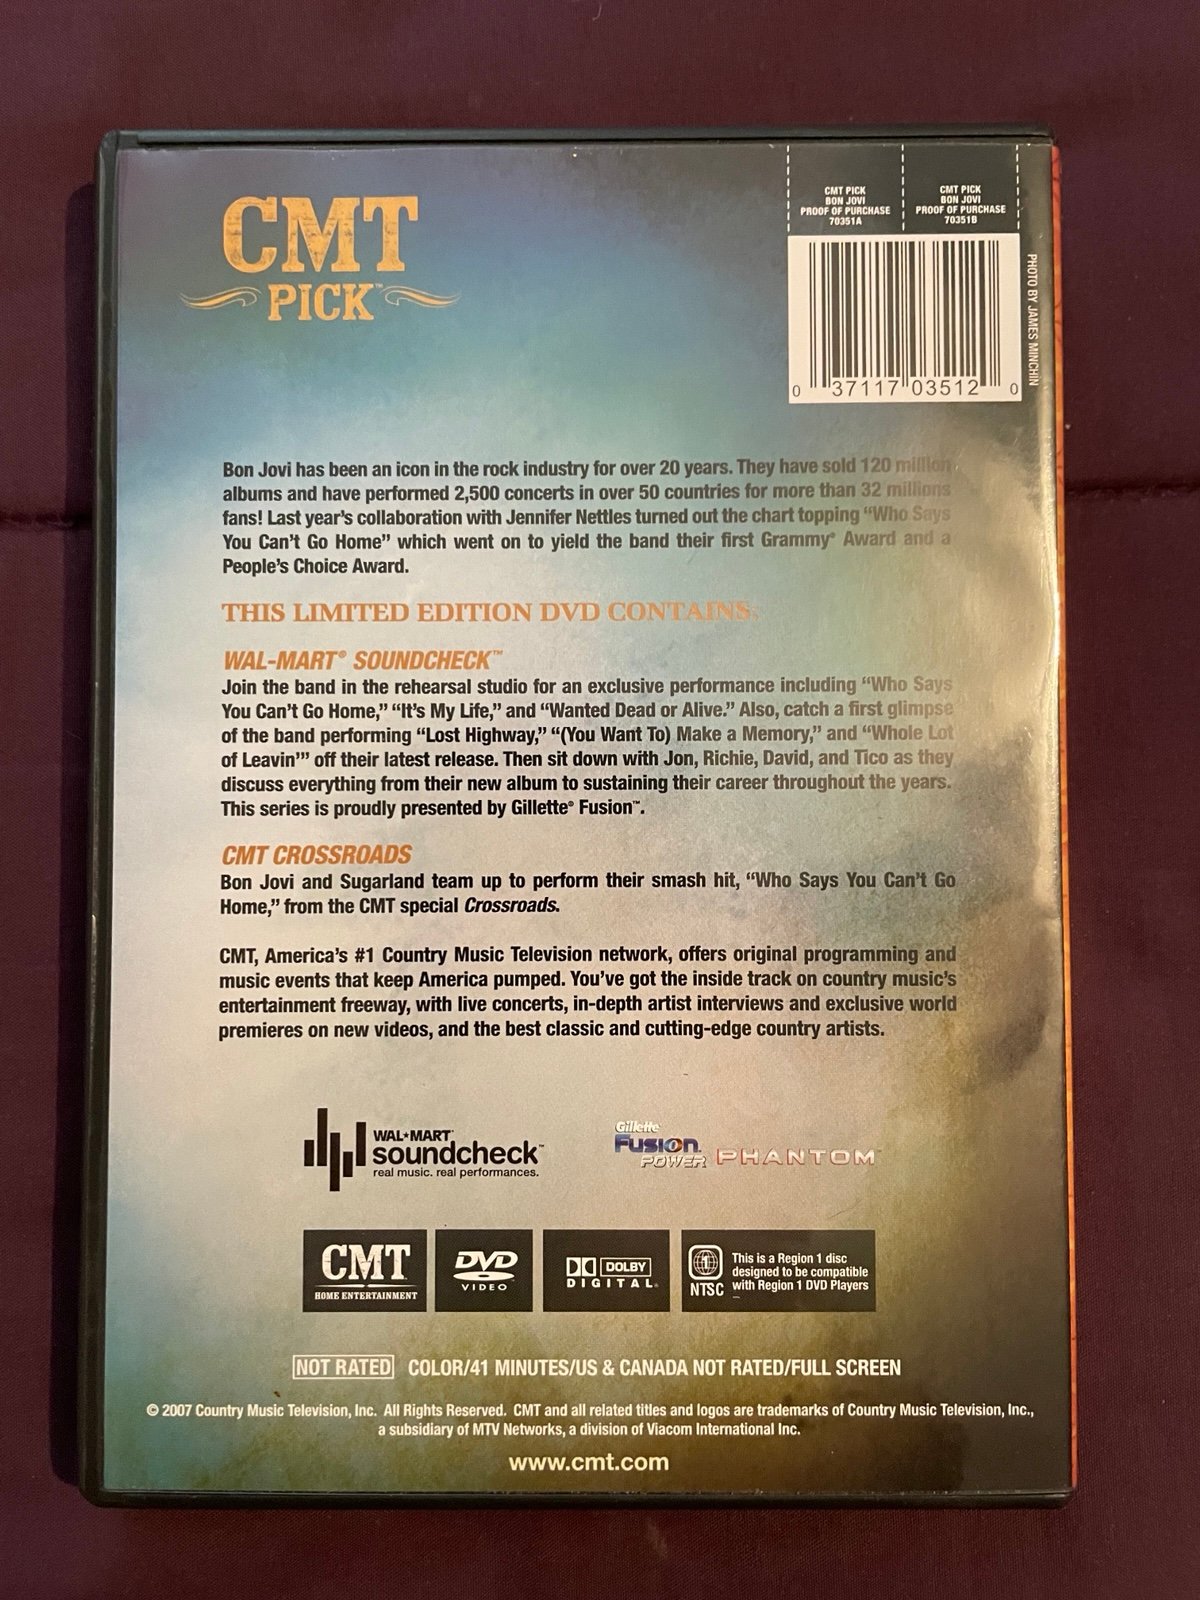 CMT
PICK™
CMT PICK
BON JOVI
PROOF OF PURCHASE
70351A
CMT PICK
BON JOVI
PROOF OF PURCHASE
70351B
0 37117 03512 0
PHOTO BY JAMES MINCHIN
Bon Jovi has been an icon in the rock industry for over 20 years. They have sold 120 million
albums and have performed 2,500 concerts in over 50 countries for more than 32 millions
fans! Last year's collaboration with Jennifer Nettles turned out the chart topping “Who Says
You Can't Go Home” which went on to yield the band their first Grammy® Award and a
People's Choice Award.
THIS LIMITED EDITION DVD CONTAINS:
WAL-MART® SOUNDCHECK™
Join the band in the rehearsal studio for an exclusive performance including “Who Says
You Can't Go Home,” “It's My Life,” and “Wanted Dead or Alive.” Also, catch a first glimpse
of the band performing “Lost Highway,” “(You Want To) Make a Memory,” and “Whole Lot
of Leavin'” off their latest release. Then sit down with Jon, Richie, David, and Tico as they
discuss everything from their new album to sustaining their career throughout the years.
This series is proudly presented by Gillette® Fusion™.
CMT CROSSROADS
Bon Jovi and Sugarland team up to perform their smash hit, “Who Says You Can't Go
Home,” from the CMT special Crossroads.
CMT, America's #1 Country Music Television network, offers original programming and
music events that keep America pumped. You've got the inside track on country music's
entertainment freeway, with live concerts, in-depth artist interviews and exclusive world
premieres on new videos, and the best classic and cutting-edge country artists.
WAL★MART®
soundcheck™
real music. real performances.
Gillette
Fusion
POWER PHANTOM™
CMT
HOME ENTERTAINMENT
DVD
VIDEO
DOLBY
DIGITAL®
1
NTSC
This is a Region 1 disc
designed to be compatible
with Region 1 DVD Players
NOT RATED COLOR/41 MINUTES/US & CANADA NOT RATED/FULL SCREEN
© 2007 Country Music Television, Inc. All Rights Reserved. CMT and all related titles and logos are trademarks of Country Music Television, Inc.,
a subsidiary of MTV Networks, a division of Viacom International Inc.
www.cmt.com